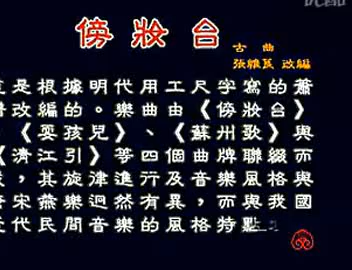 傍妝台
古曲
張維良 改編
是根據明代用工尺字寫的蕭
改編的。樂曲由《傍妝台》
《耍孩兒》、《蘇州歌》與
《濟江引》等四個曲牌聯綴而
，其旋律進行及音樂風格與
宋燕樂迥然有異，而與我國
代民間音樂的風格特點